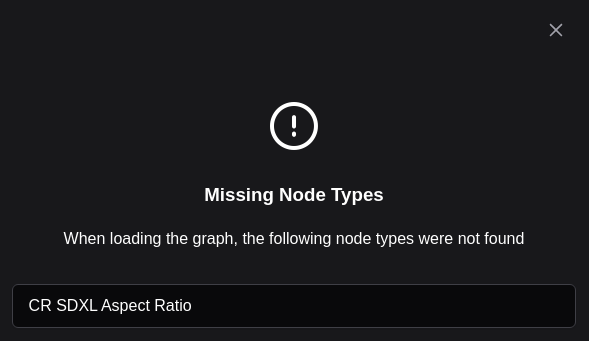 Missing Node Types
When loading the graph, the following node types were not found
CR SDXL Aspect Ratio